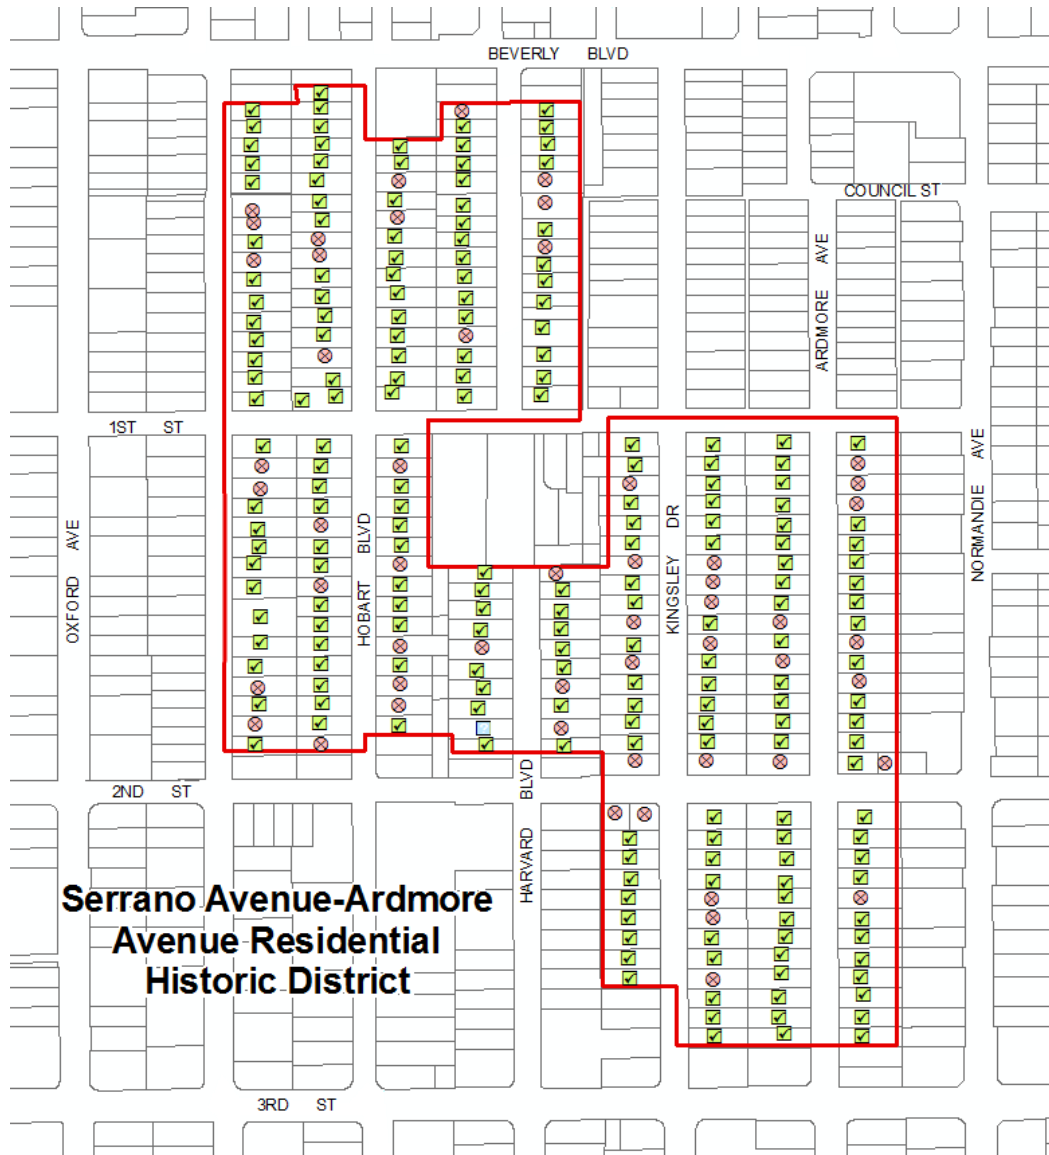 BEVERLY BLVD
COUNCIL ST
ARDMORE AVE
1ST ST
OXFORD AVE
HOBART BLVD
KINGSLEY DR
NORMANDIE AVE
2ND ST
HARVARD BLVD
Serrano Avenue-Ardmore
Avenue Residential
Historic District
3RD ST